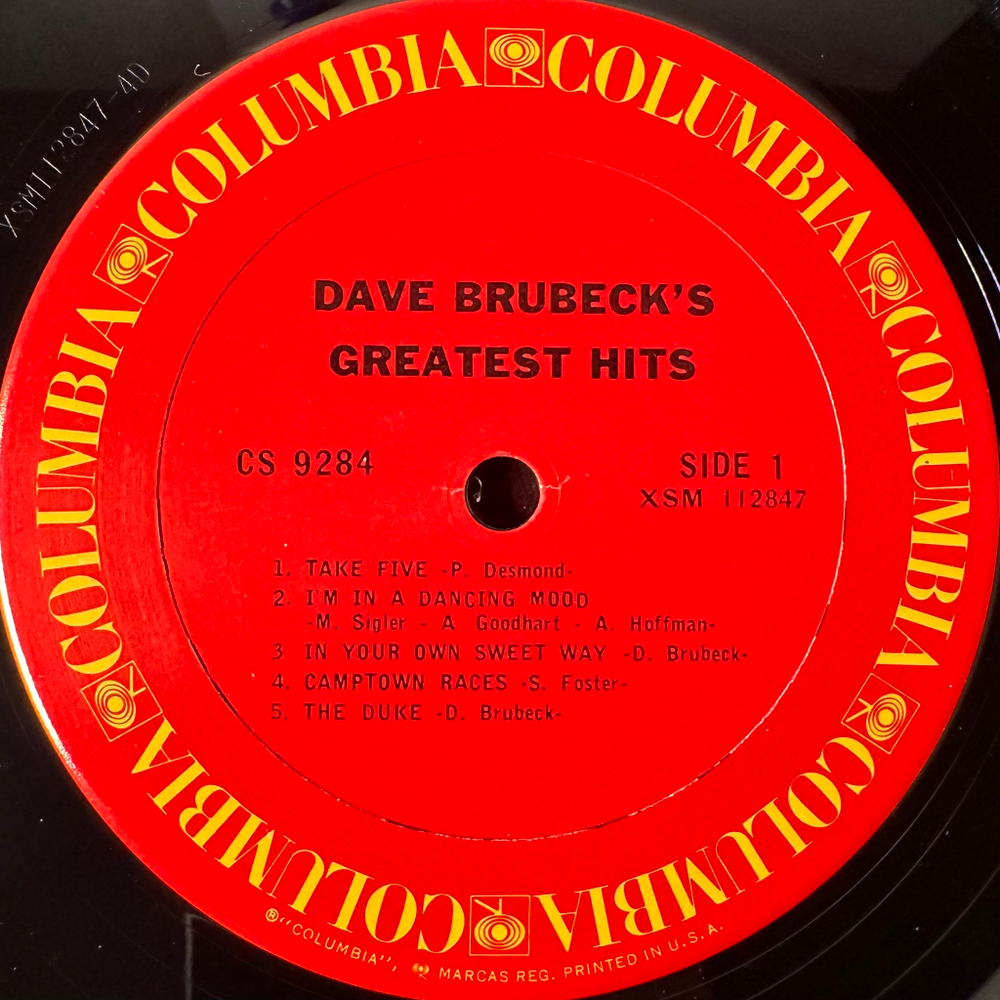 COLUMBIA COLUMBIA COLUMBIA COLUMBIA COLUMBIA COLUMBIA
XSM112847-4D
S
DAVE BRUBECK'S
GREATEST HITS
CS 9284
SIDE 1
XSM 112847
1. TAKE FIVE -P. Desmond-
2. I'M IN A DANCING MOOD
-M. Sigler - A Goodhart - A. Hoffman-
3 IN YOUR OWN SWEET WAY -D. Brubeck-
4. CAMPTOWN RACES -S. Foster-
5. THE DUKE -D. Brubeck-
®"COLUMBIA", MARCAS REG. PRINTED IN U.S.A.